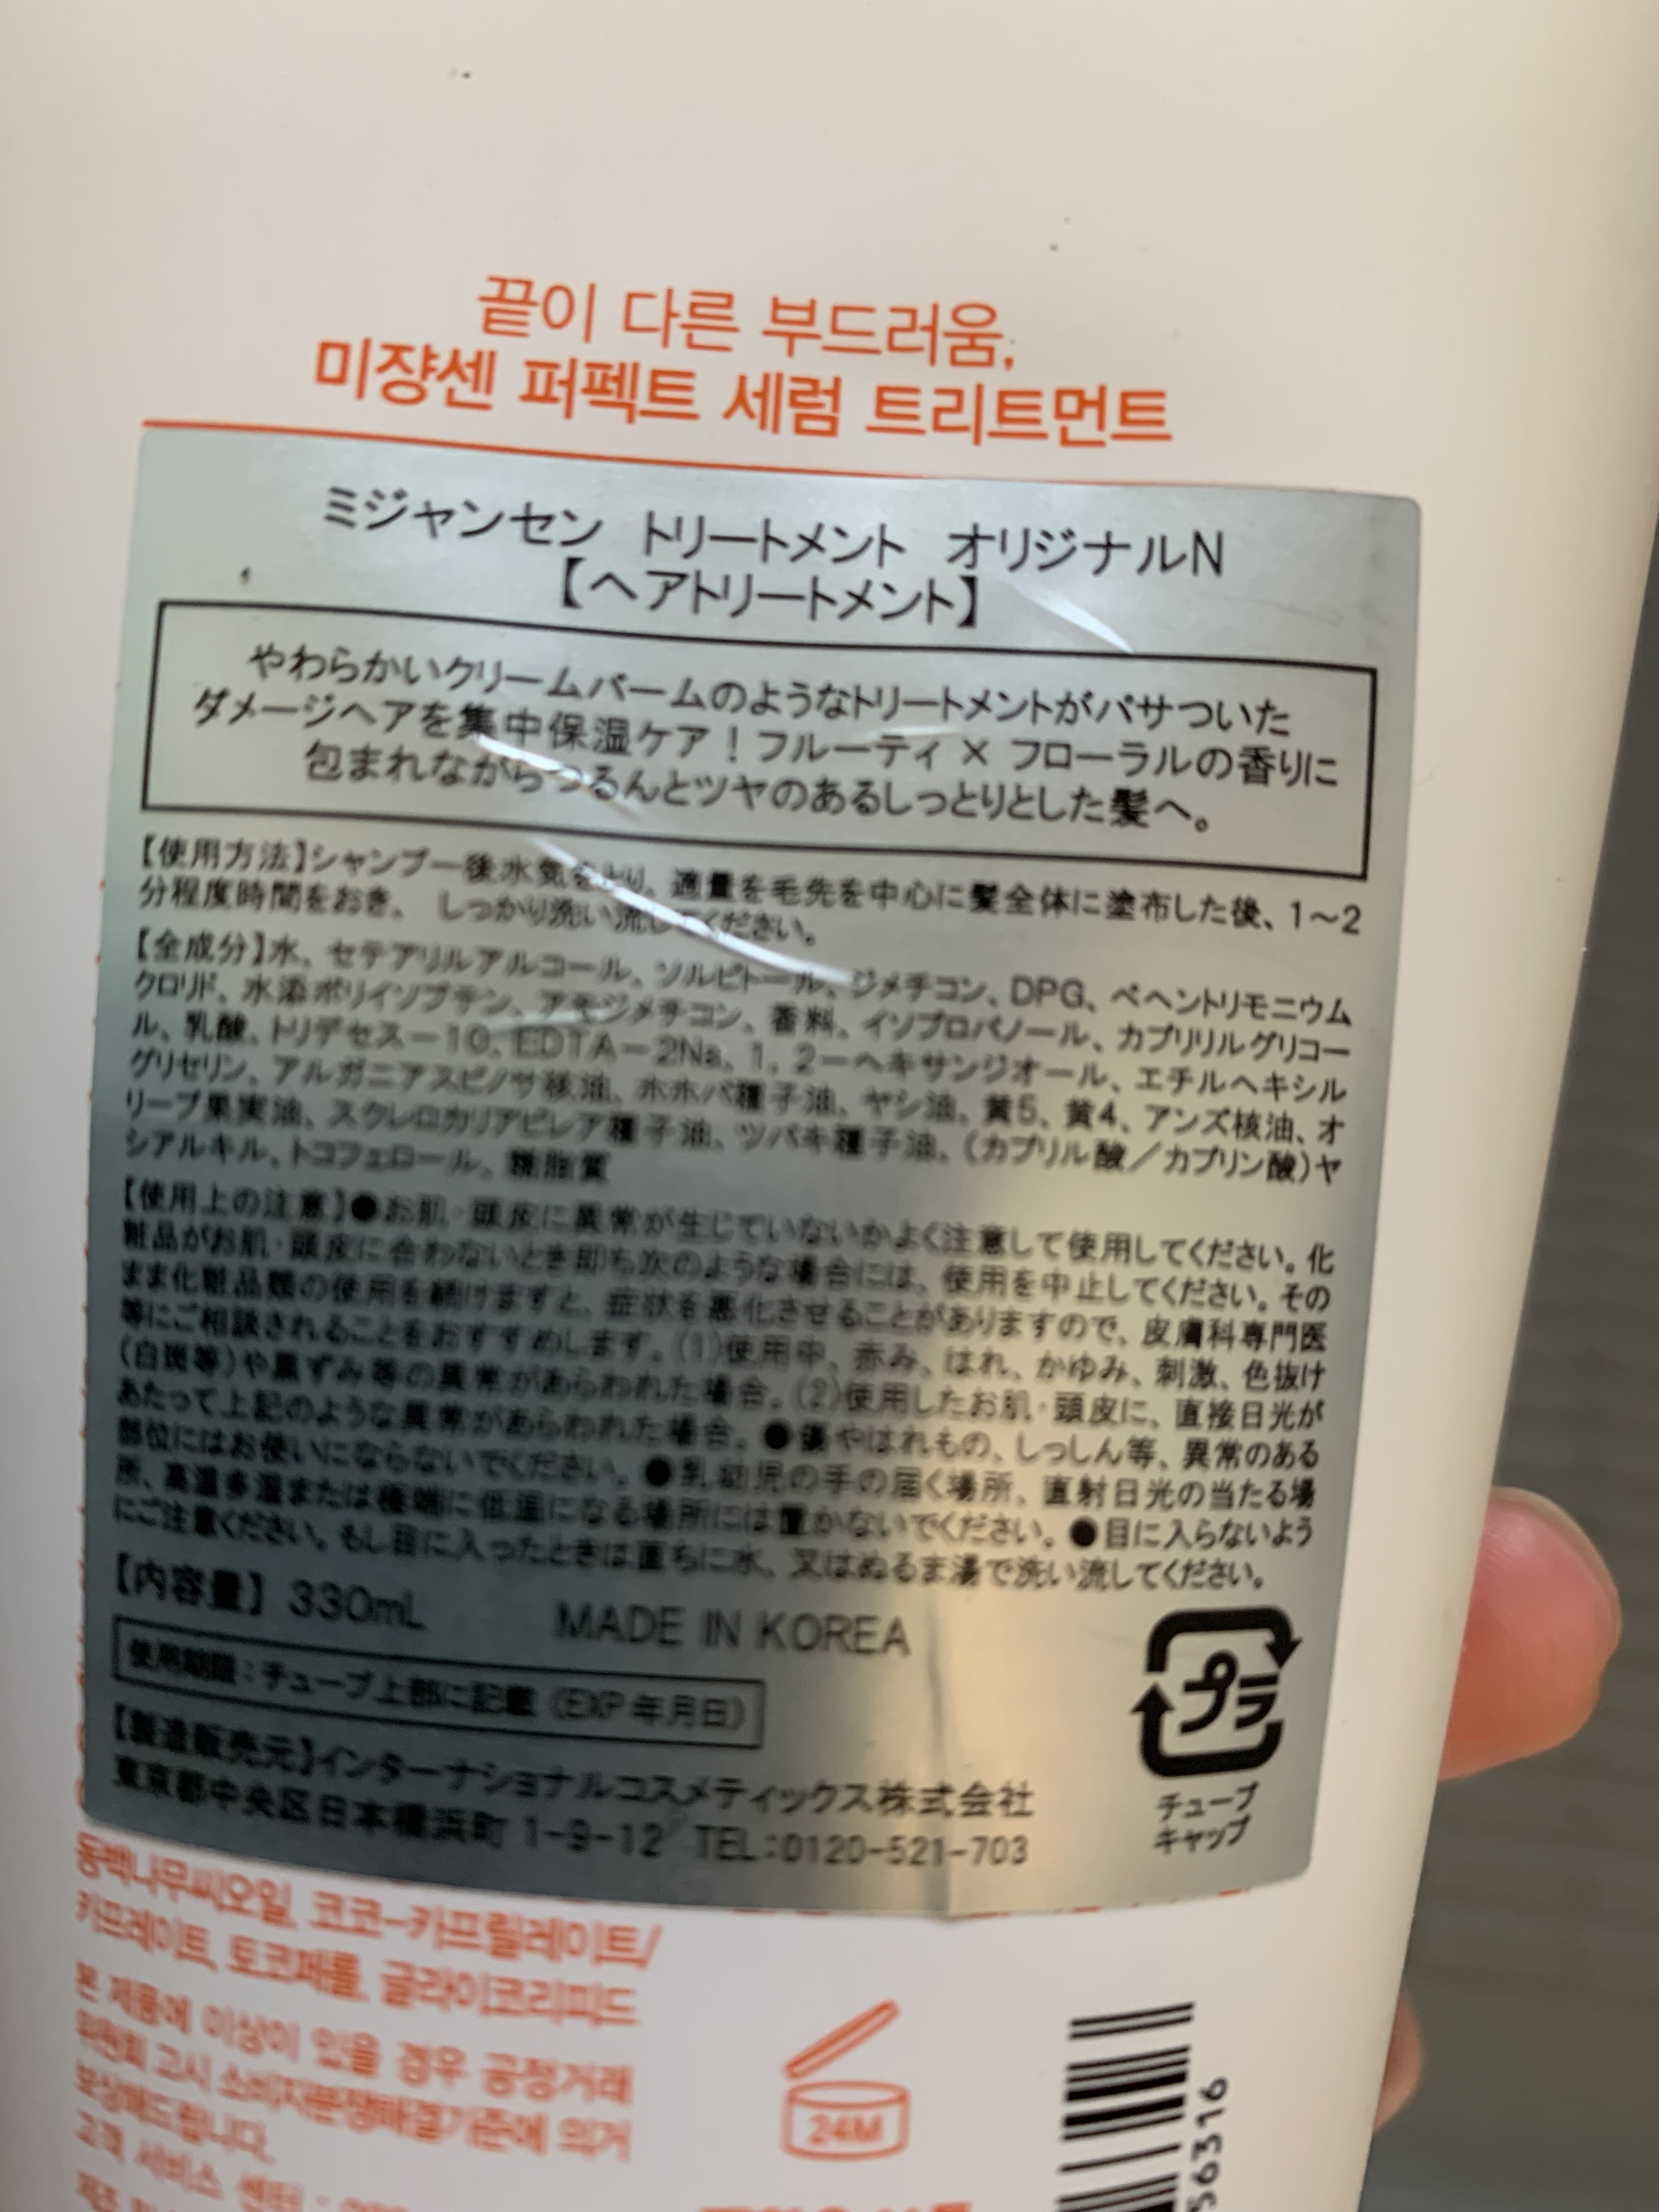 끝이 다른 부드러움,
미쟝센 퍼펙트 세럼 트리트먼트
ミジャンセン トリートメント オリジナルN
【ヘアトリートメント】
やわらかいクリームバームのようなトリートメントがパサついた
ダメージヘアを集中保湿ケア！フルーティ×フローラルの香りに
包まれながらつるんとツヤのあるしっとりとした髪へ。
【使用方法】シャンプー後水気をとり、適量を毛先を中心に髪全体に塗布した後、1～2
分程度時間をおき、 しっかり洗い流してください。
【全成分】水、セテアリルアルコール、ソルビトール、ジメチコン、DPG、ベヘントリモニウム
クロリド、水添ポリイソブテン、アモジメチコン、香料、イソプロパノール、カプリリルグリコー
ル、乳酸、トリデセス－10、EDTA－2Na、1，2－ヘキサンジオール、エチルヘキシル
グリセリン、アルガニアスピノサ核油、ホホバ種子油、ヤシ油、黄5、黄4、アンズ核油、オ
リーブ果実油、スクレロカリアビレア種子油、ツバキ種子油、（カプリル酸／カプリン酸）ヤ
シアルキル、トコフェロール、糖脂質
【使用上の注意】●お肌・頭皮に異常が生じていないかよく注意して使用してください。化
粧品がお肌・頭皮に合わないとき即ち次のような場合には、使用を中止してください。その
まま化粧品類の使用を続けますと、症状を悪化させることがありますので、皮膚科専門医
等にご相談されることをおすすめします。（1）使用中、赤み、はれ、かゆみ、刺激、色抜け
（白斑等）や黒ずみ等の異常があらわれた場合。（2）使用したお肌・頭皮に、直接日光が
あたって上記のような異常があらわれた場合。●傷やはれもの、しっしん等、異常のある
部位にはお使いにならないでください。●乳幼児の手の届く場所、直射日光の当たる場
所、高温多湿または極端に低温になる場所には置かないでください。●目に入らないよう
にご注意ください。もし目に入ったときは直ちに水、又はぬるま湯で洗い流してください。
【内容量】 330mL MADE IN KOREA
使用期限：チューブ上部に記載（EXP年月日）
【製造販売元】インターナショナルコスメティックス株式会社
東京都中央区日本橋浜町 1-9-12 TEL：0120-521-703
プラ
チューブ
キャップ
동백나무씨오일, 코코-카프릴레이트/
카프레이트, 토코페롤, 글라이코리피드
본 제품에 이상이 있을 경우 공정거래
위원회 고시 소비자분쟁해결기준에 의거
보상해드립니다.
고객 서비스 센터 :
24M
56316